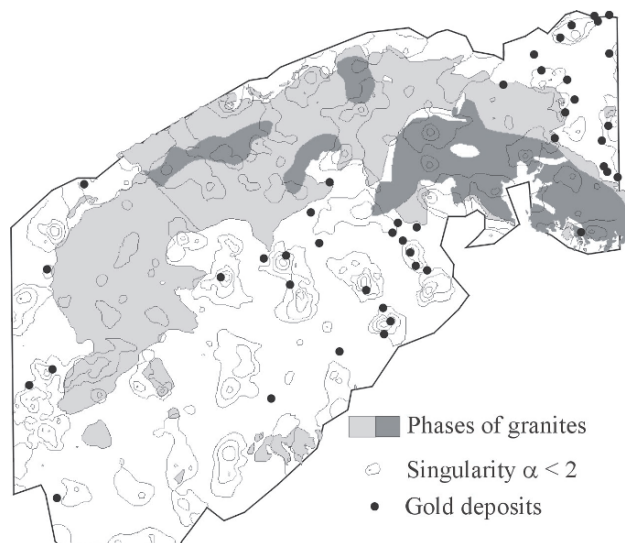 Phases of granites
Singularity α < 2
Gold deposits